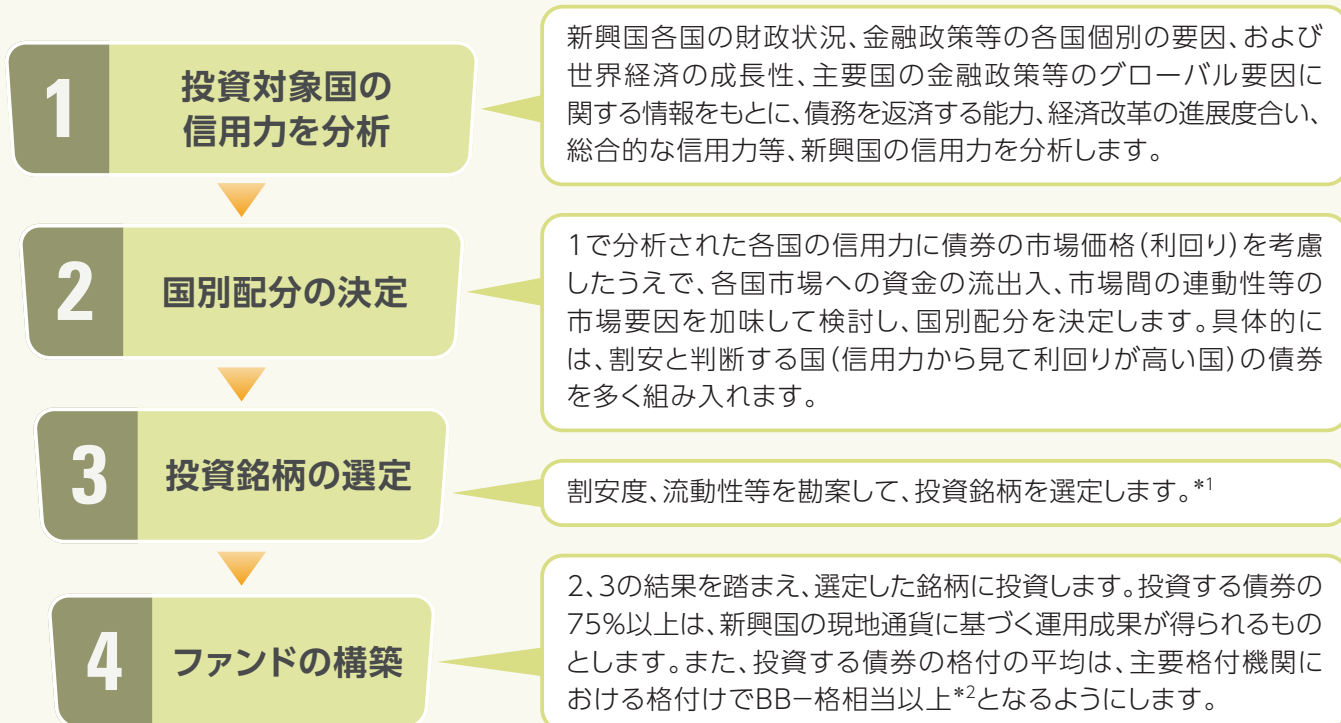 1
投資対象国の
信用力を分析
新興国各国の財政状況、金融政策等の各国個別の要因、および
世界経済の成長性、主要国の金融政策等のグローバル要因に
関する情報をもとに、債務を返済する能力、経済改革の進展度合い、
総合的な信用力等、新興国の信用力を分析します。
2
国別配分の決定
1で分析された各国の信用力に債券の市場価格(利回り)を考慮
したうえで、各国市場への資金の流出入、市場間の連動性等の
市場要因を加味して検討し、国別配分を決定します。具体的に
は、割安と判断する国(信用力から見て利回りが高い国)の債券
を多く組み入れます。
3
投資銘柄の選定
割安度、流動性等を勘案して、投資銘柄を選定します。*1
4
ファンドの構築
2、3の結果を踏まえ、選定した銘柄に投資します。投資する債券の
75%以上は、新興国の現地通貨に基づく運用成果が得られるもの
とします。また、投資する債券の格付の平均は、主要格付機関に
おける格付けでBB−格相当以上*2となるようにします。